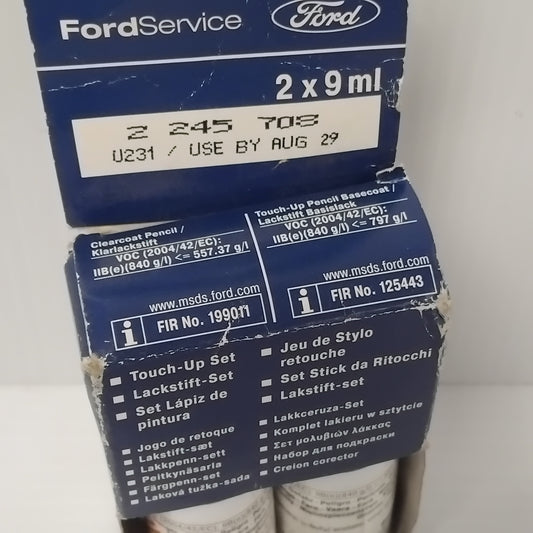 FordService
Ford
2 x 9 ml
2 245 708
U231 / USE BY AUG 29
Clearcoat Pencil /
Klarlackstift
VOC (2004/42/EC):
IIB(e)(840 g/l) <= 557.37 g/l
www.msds.ford.com
i FIR No. 199011
Touch-Up Pencil Basecoat /
Lackstift Basislack
VOC (2004/42/EC):
IIB(e)(840 g/l) <= 797 g/l
www.msds.ford.com
i FIR No. 125443
Touch-Up Set
Lackstift-Set
Set Lápiz de
pintura
Jeu de Stylo
retouche
Set Stick da Ritocchi
Lakstift-set
Jogo de retoque
Lakstift-sæt
Lakkpenn-sett
Peitkynäsarja
Färgpenn-set
Laková tužka-sada
Lakkceruza-Set
Komplet lakieru w sztyfcie
Σετ μολυβιών λάκκας
Набор для подкраски
Creion corector